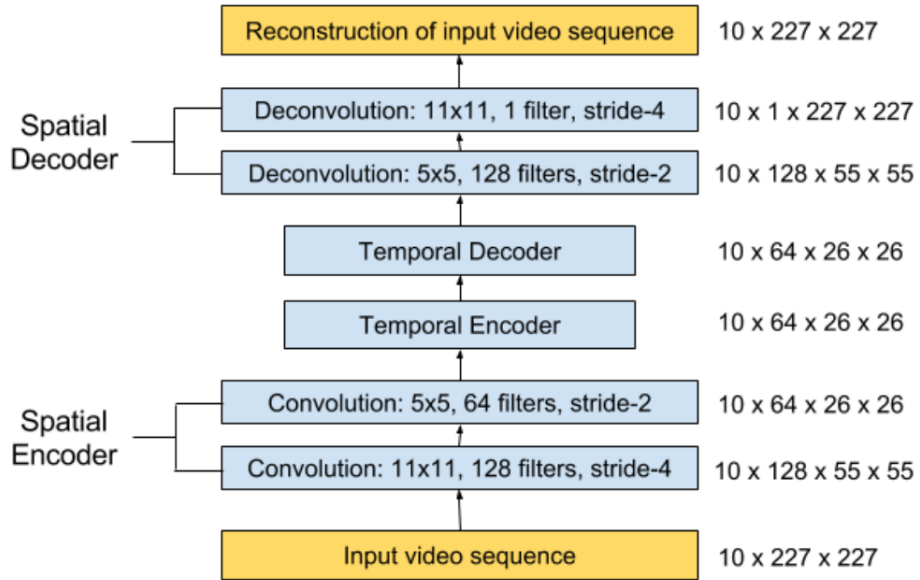 Reconstruction of input video sequence 10 x 227 x 227
Deconvolution: 11x11, 1 filter, stride-4 10 x 1 x 227 x 227
Spatial
Decoder
Deconvolution: 5x5, 128 filters, stride-2 10 x 128 x 55 x 55
Temporal Decoder 10 x 64 x 26 x 26
Temporal Encoder 10 x 64 x 26 x 26
Convolution: 5x5, 64 filters, stride-2 10 x 64 x 26 x 26
Spatial
Encoder
Convolution: 11x11, 128 filters, stride-4 10 x 128 x 55 x 55
Input video sequence 10 x 227 x 227